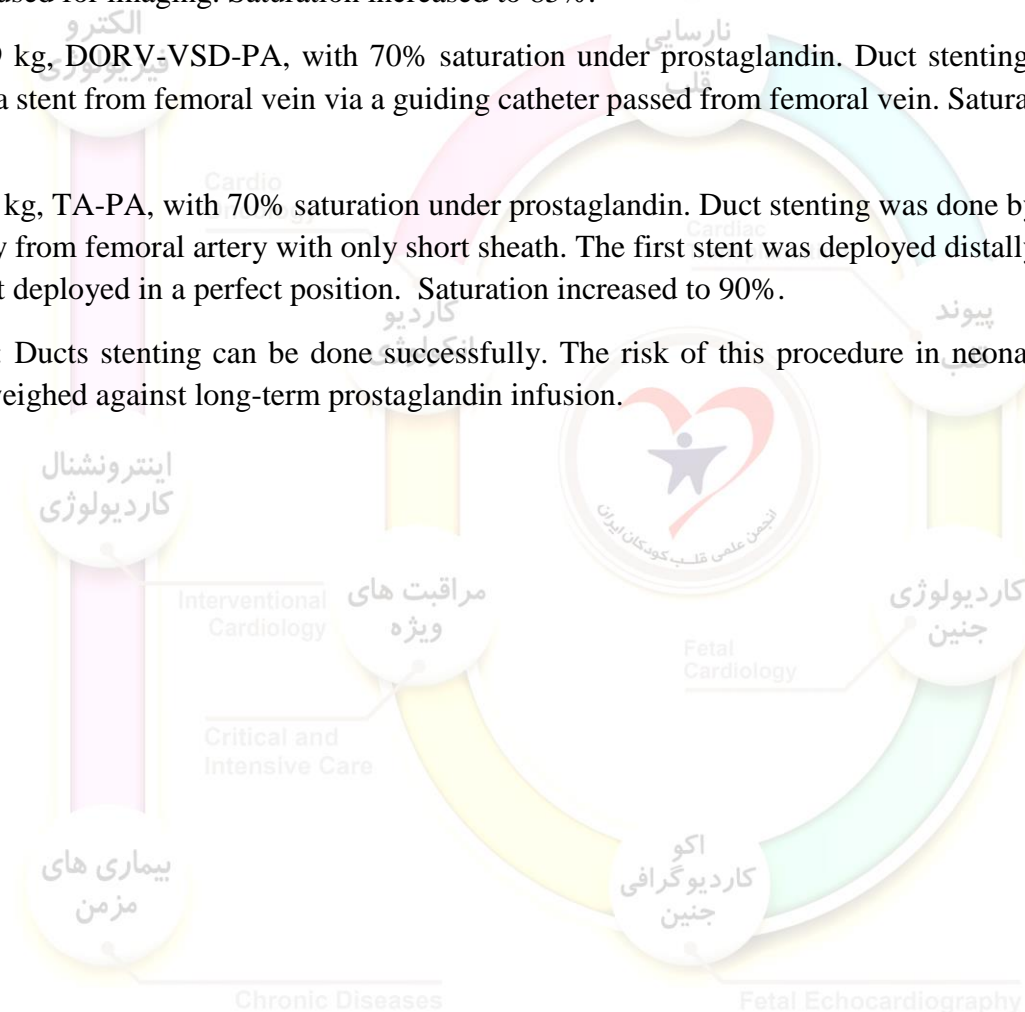 used for imaging. Saturation increased to
kg, DORV-VSD-PA, with 70% saturation under prostaglandin. Duct stenting
a stent from femoral vein via a guiding catheter passed from femoral vein. Satura
kg, TA-PA, with 70% saturation under prostaglandin. Duct stenting was done by
y from femoral artery with only short sheath. The first stent was deployed distally
t deployed in a perfect position. Saturation increased to 90%.
: Ducts stenting can be done successfully. The risk of this procedure in neona
weighed against long-term prostaglandin infusion.
الکترو
فیزیولوژی
نارسایی
قلب
Cardio
Cardiac
کاردیو
انکولوژی
پیوند
قلب
اینترونشنال
کاردیولوژی
انجمن علمی قلب کودکان ایران
Interventional
Cardiology
مراقبت های
ویژه
کاردیولوژی
جنین
Fetal
Cardiology
Critical and
Intensive Care
بیماری های
مزمن
اکو
کاردیوگرافی
جنین
Chronic Diseases
Fetal Echocardiography